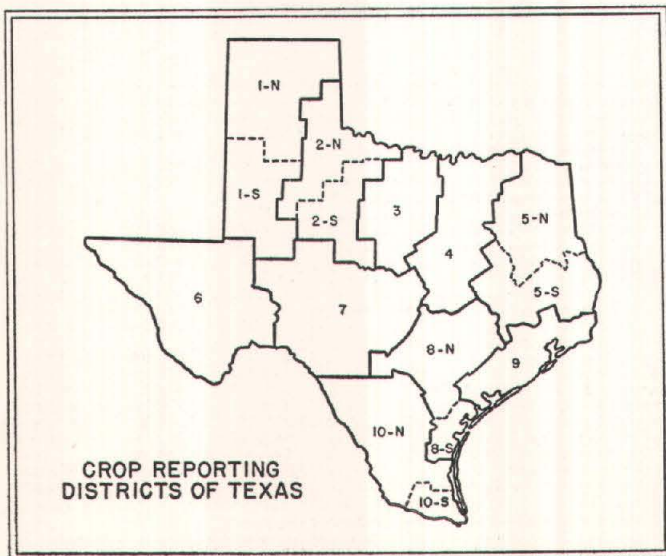 1-N
2-N
1-S
2-S
3
4
5-N
5-S
6
7
8-N
9
10-N
8-S
10-S
CROP REPORTING
DISTRICTS OF TEXAS